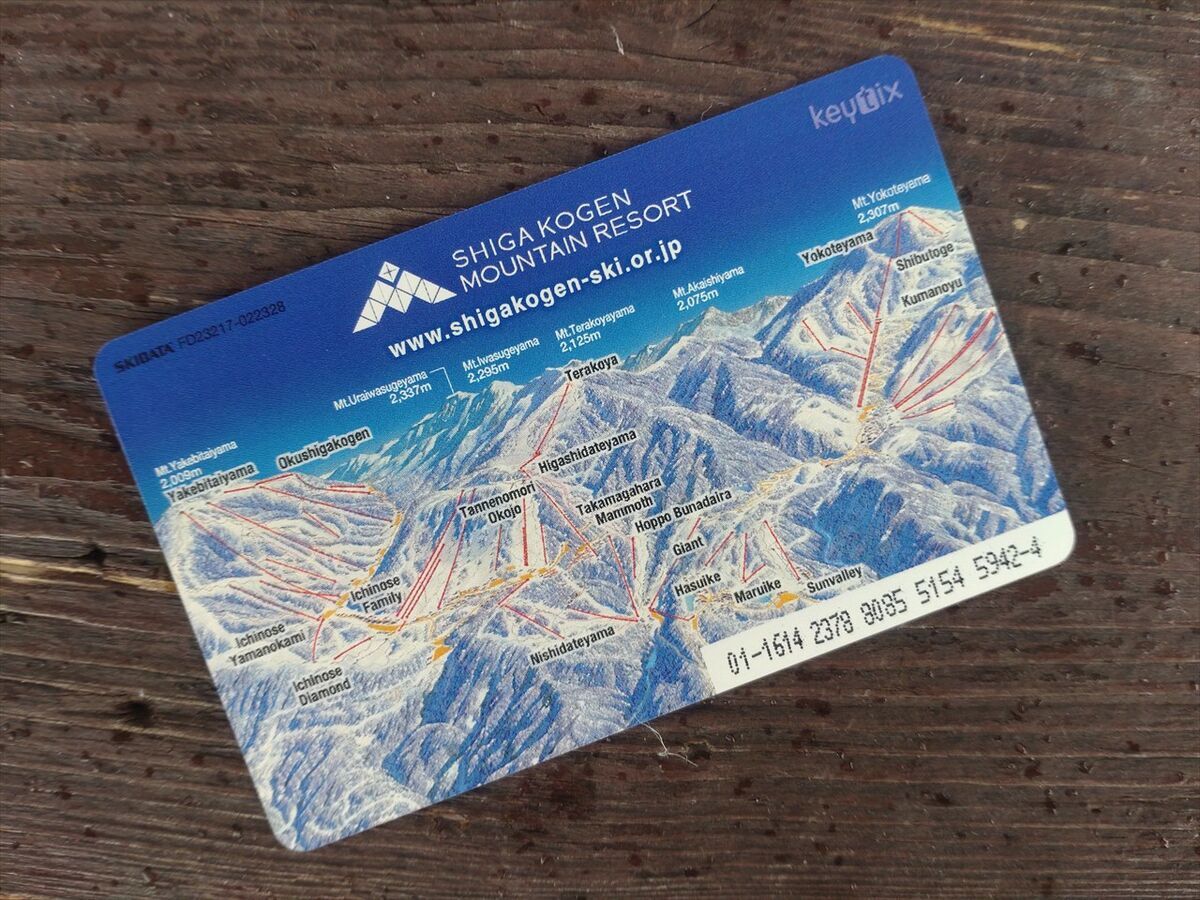 keytix
SHIGA KOGEN
MOUNTAIN RESORT
www.shigakogen-ski.or.jp
SKIDATA FD23217-022328
Mt.Yokoteyama
2,307m
Yokoteyama
Shibutoge
Kumanoyu
Mt.Akaishiyama
2,075m
Mt.Terakoyayama
2,125m
Terakoya
Mt.Iwasugeyama
2,295m
Mt.Uraiwasugeyama
2,337m
Mt.Yakebitaiyama
2,009m
Yakebitaiyama
Okushigakogen
Higashidateyama
Tannenomori
Okojo
Takamagahara
Mammoth
Hoppo Bunadaira
Giant
Hasuike
Maruike
Sunvalley
Ichinose
Family
Ichinose
Yamanokami
Ichinose
Diamond
Nishidateyama
01-1614 2378 8085 5154 5942-4